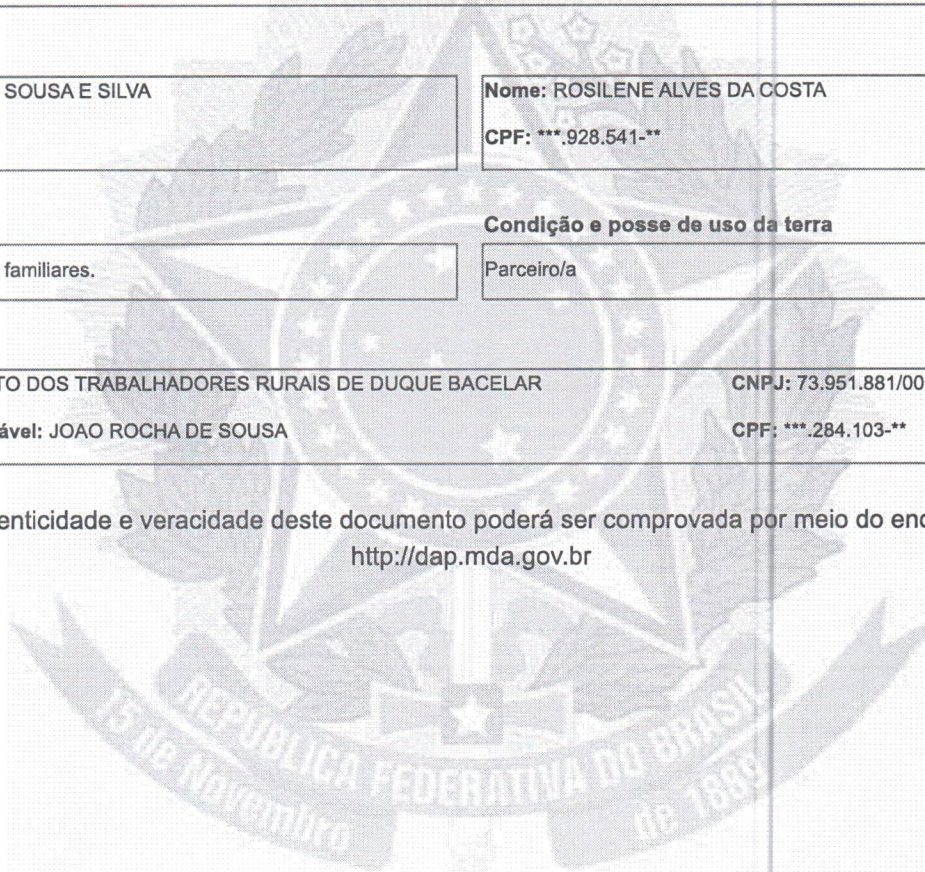 SOUSA E SILVA
Nome: ROSILENE ALVES DA COSTA
CPF: ***.928.541-**
Condição e posse de uso da terra
familiares.
Parceiro/a
TO DOS TRABALHADORES RURAIS DE DUQUE BACELAR
CNPJ: 73.951.881/00
ável: JOAO ROCHA DE SOUSA
CPF: ***.284.103-**
enticidade e veracidade deste documento poderá ser comprovada por meio do end
http://dap.mda.gov.br
REPÚBLICA FEDERATIVA DO BRASIL
15 de Novembro
de 1889